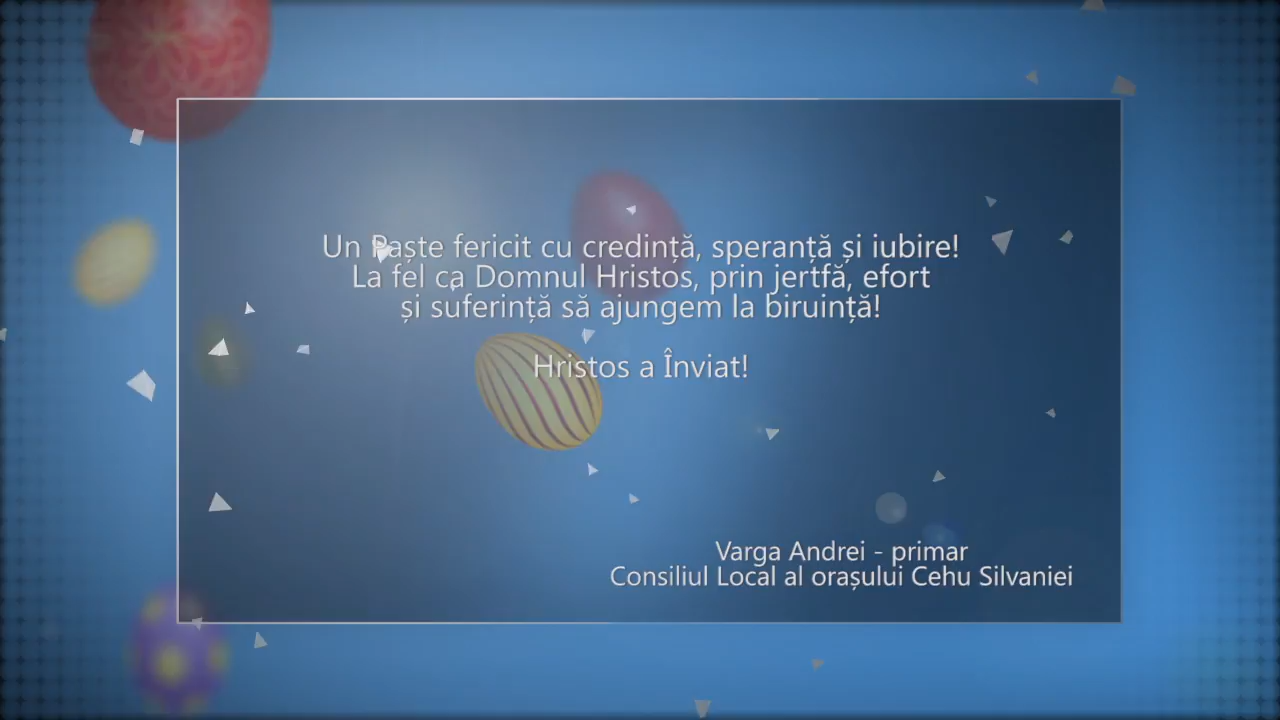 Un Paște fericit cu credință, speranță și iubire!
La fel ca Domnul Hristos, prin jertfă, efort
și suferință să ajungem la biruință!
Hristos a Înviat!
Varga Andrei - primar
Consiliul Local al orașului Cehu Silvaniei